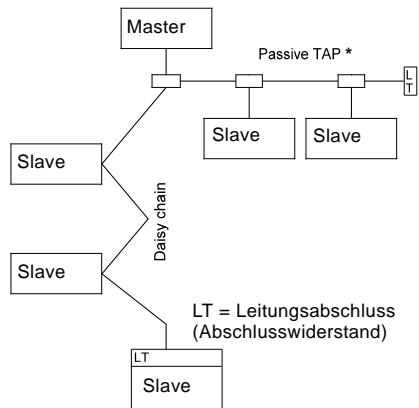 Master
Passive TAP *
L
T
Slave
Slave
Slave
Daisy chain
Slave
LT = Leitungsabschluss
(Abschlusswiderstand)
LT
Slave